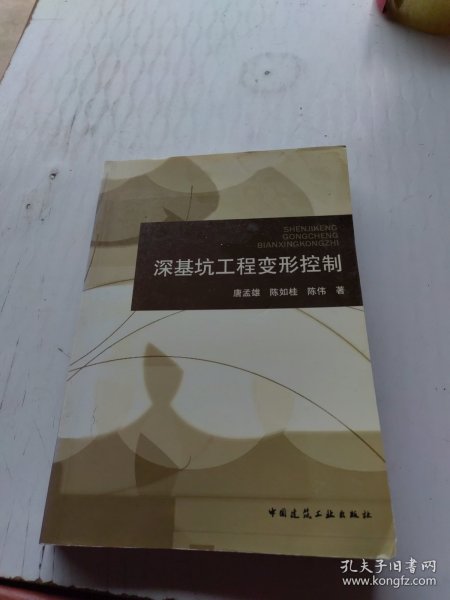 SHENJIKENG
GONGCHENG
BIANXINGKONGZHI
深基坑工程变形控制
唐孟雄 陈如桂 陈伟 著
中国建筑工业出版社
孔夫子旧书网
www.kongfz.com